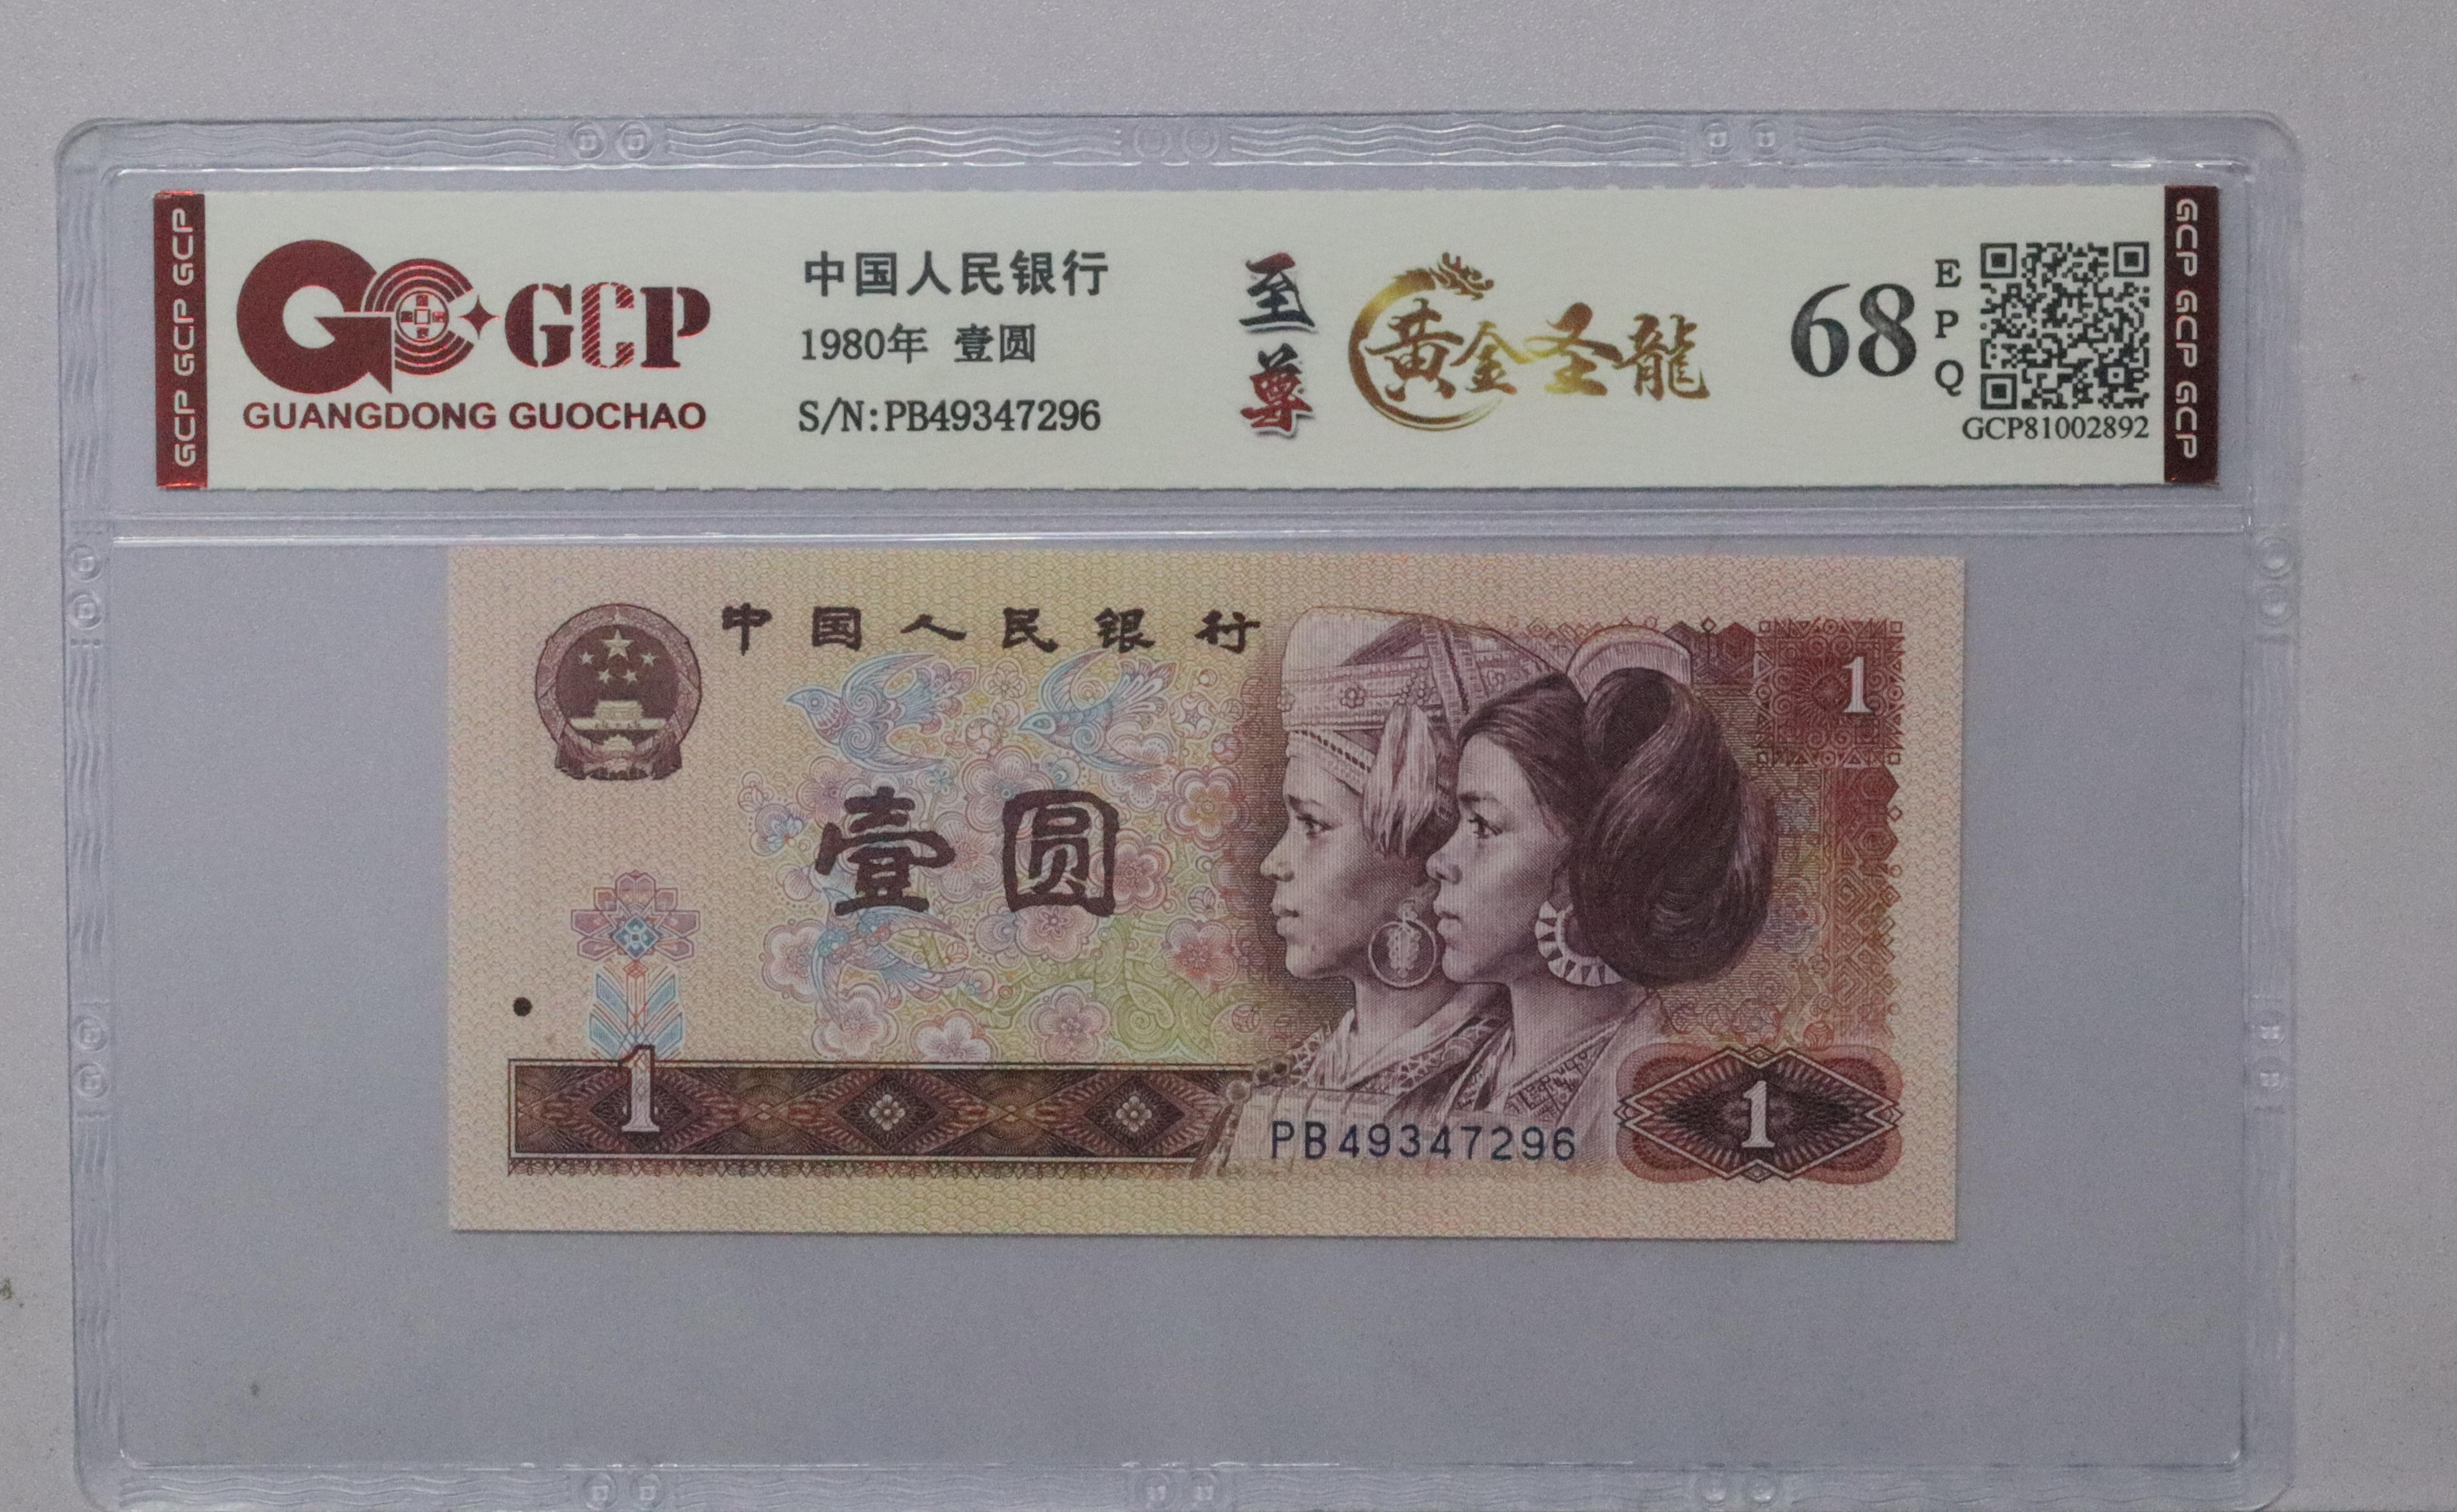 GCP GCP GCP
GCP
GUANGDONG GUOCHAO
中国人民银行
1980年 壹圆
S/N:PB49347296
至尊
黄金圣龍
68
EPQ
GCP81002892
GCP GCP GCP
中国人民银行
1
壹圆
1
PB49347296
1